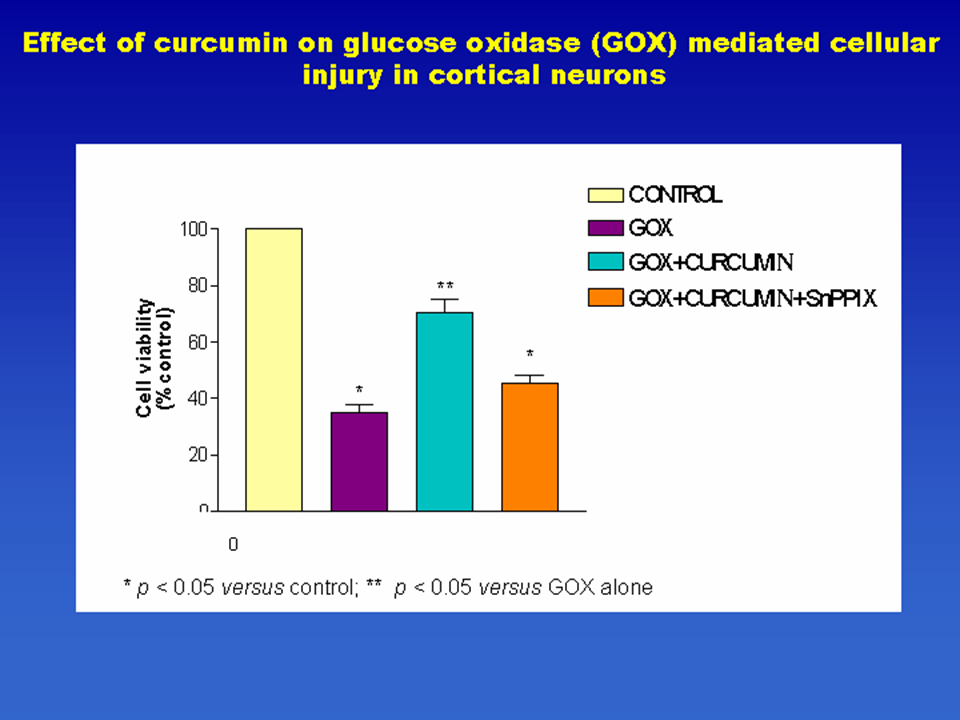 Effect of curcumin on glucose oxidase (GOX) mediated cellular
injury in cortical neurons
CONTROL
GOX
GOX+CURCUMIN
GOX+CURCUMIN+SnPPIX
Cell viability
(% control)
100
80
60
40
20
0
*
**
*
0
* p < 0.05 versus control; ** p < 0.05 versus GOX alone